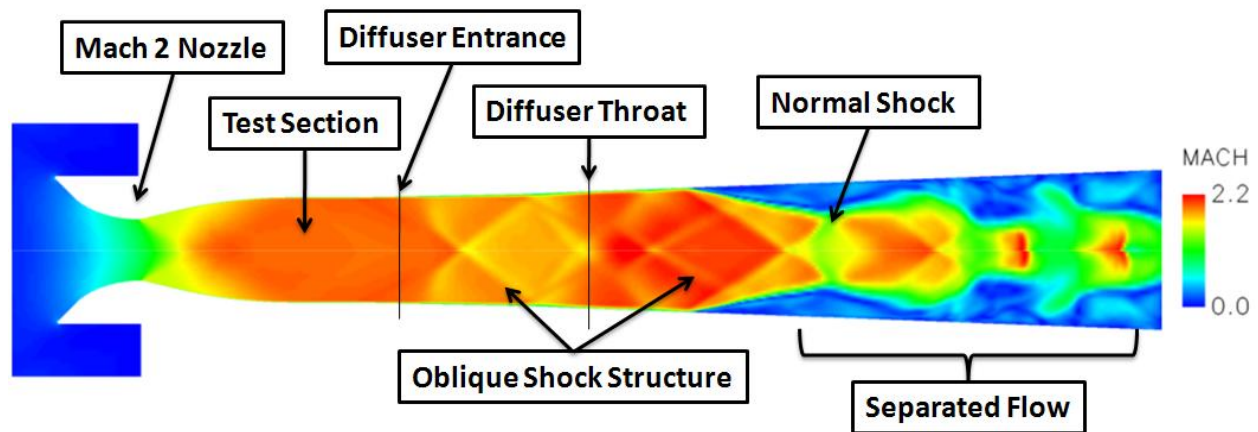 Mach 2 Nozzle
Diffuser Entrance
Test Section
Diffuser Throat
Normal Shock
MACH
2.2
0.0
Oblique Shock Structure
Separated Flow